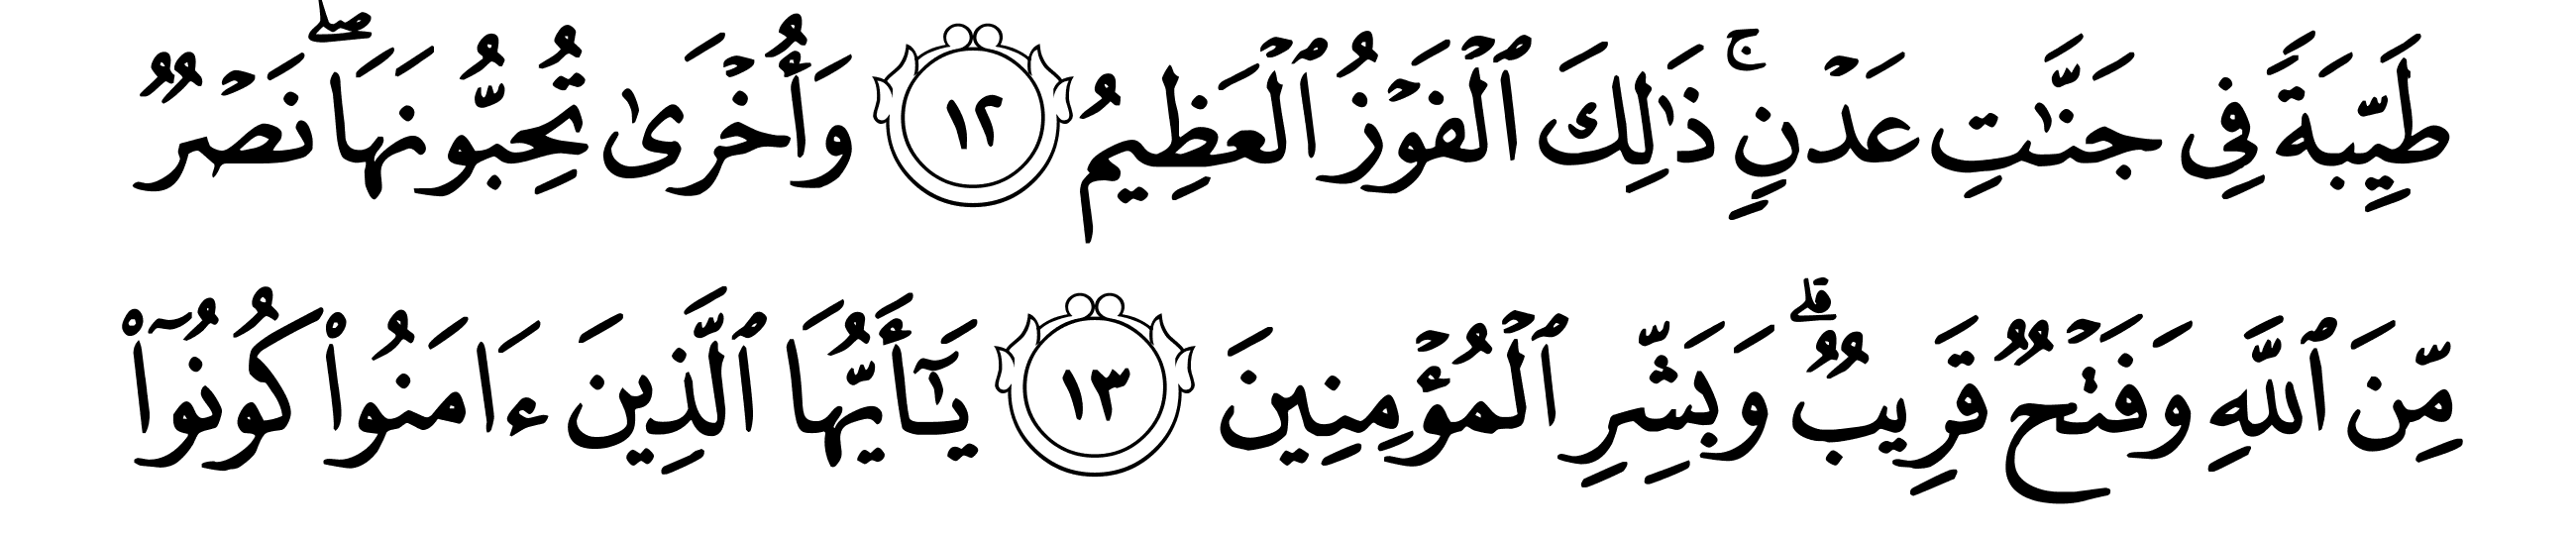 طَيِّبَةً فِي جَنَّٰتِ عَدۡنٖۚ ذَٰلِكَ ٱلۡفَوۡزُ ٱلۡعَظِيمُ ١٢ وَأُخۡرَىٰ تُحِبُّونَهَاۖ نَصۡرٞ
مِّنَ ٱللَّهِ وَفَتۡحٞ قَرِيبٞۗ وَبَشِّرِ ٱلۡمُؤۡمِنِينَ ١٣ يَٰٓأَيُّهَا ٱلَّذِينَ ءَامَنُواْ كُونُوٓاْ